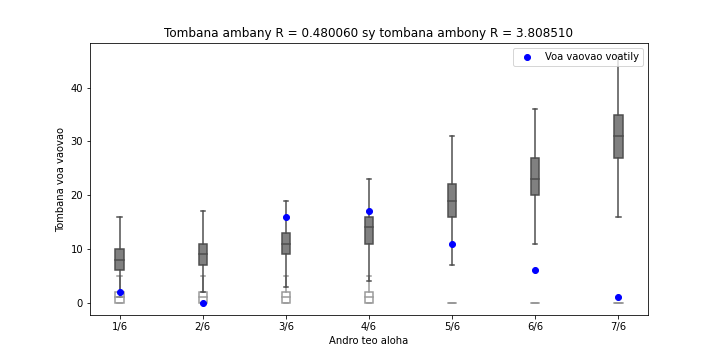 Tombana ambany R = 0.480060 sy tombana ambony R = 3.808510
Voa vaovao voatily
Tombana voa vaovao
40
30
20
10
0
1/6 2/6 3/6 4/6 5/6 6/6 7/6
Andro teo aloha